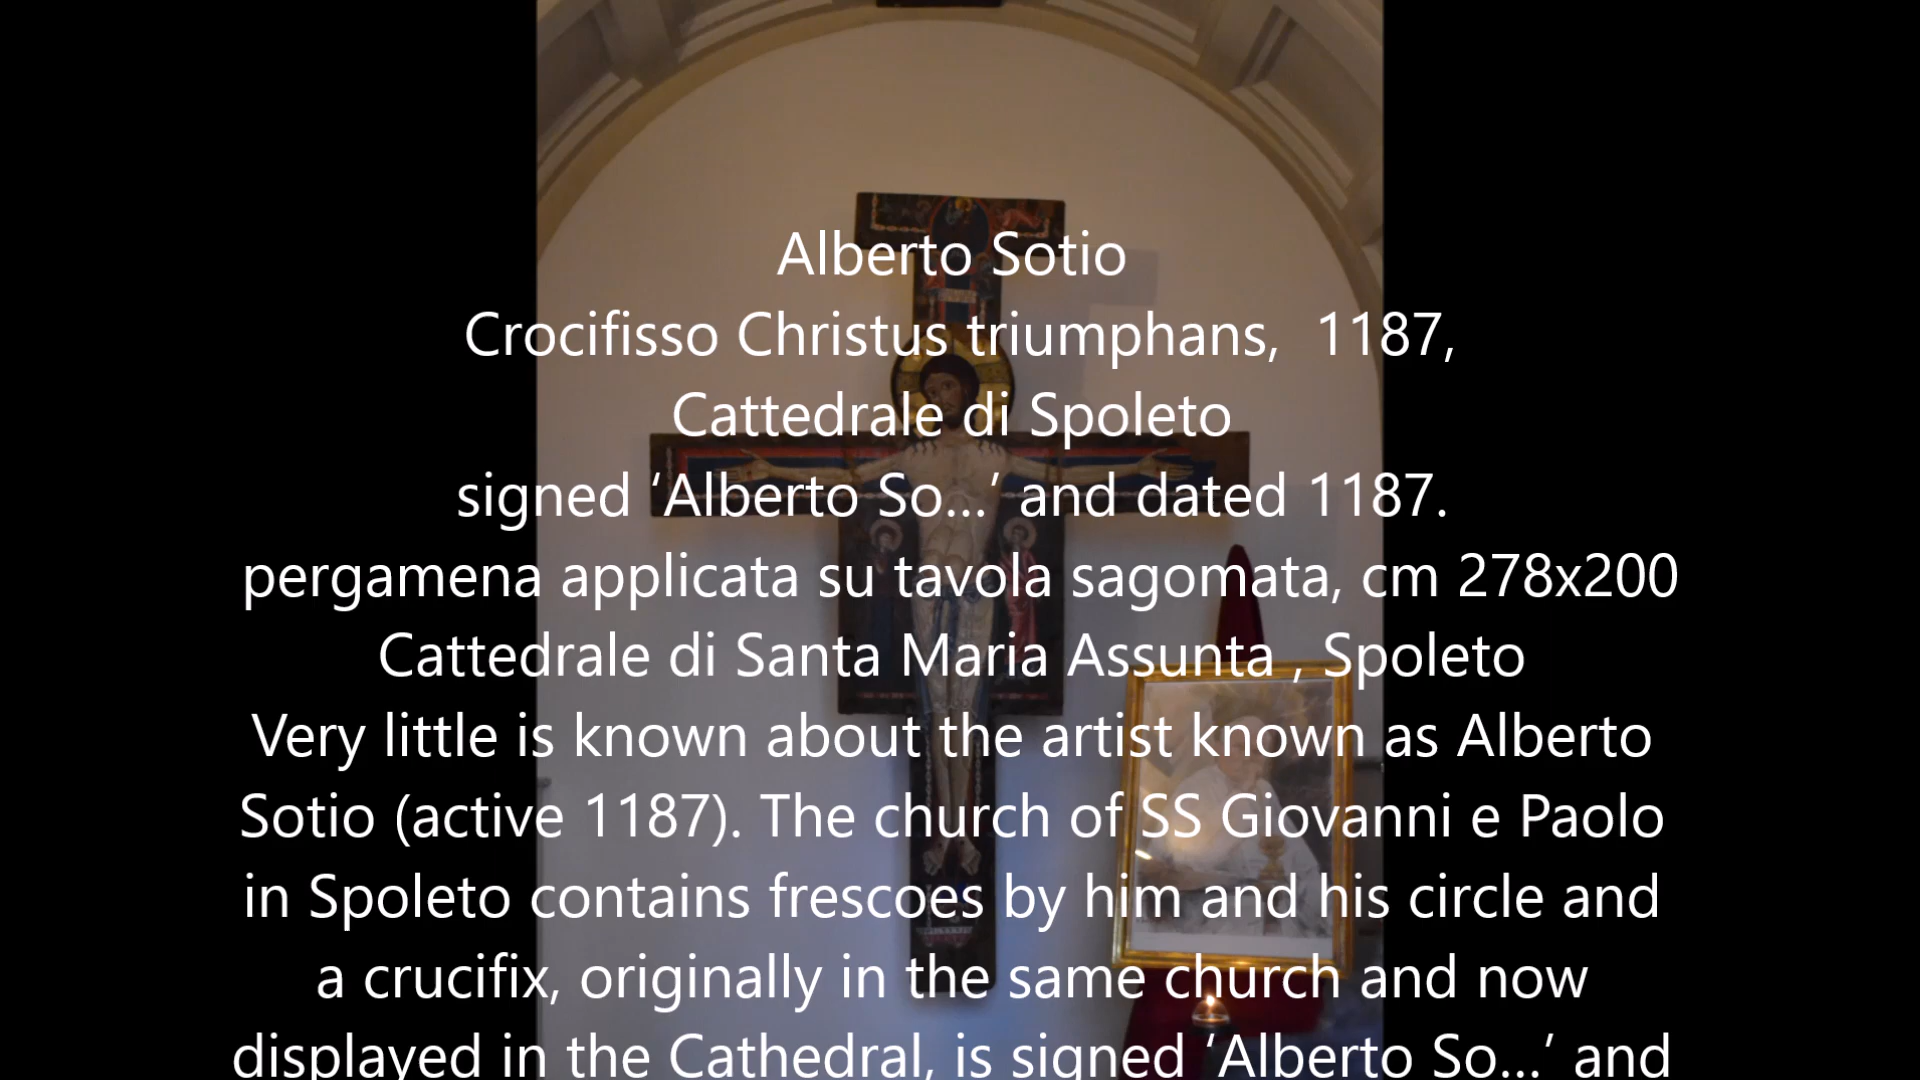 Alberto Sotio
Crocifisso Christus triumphans,  1187,
Cattedrale di Spoleto
signed ‘Alberto So...’ and dated 1187.
pergamena applicata su tavola sagomata, cm 278x200
Cattedrale di Santa Maria Assunta , Spoleto
Very little is known about the artist known as Alberto
Sotio (active 1187). The church of SS Giovanni e Paolo
in Spoleto contains frescoes by him and his circle and
a crucifix, originally in the same church and now
displayed in the Cathedral, is signed ‘Alberto So...’ and